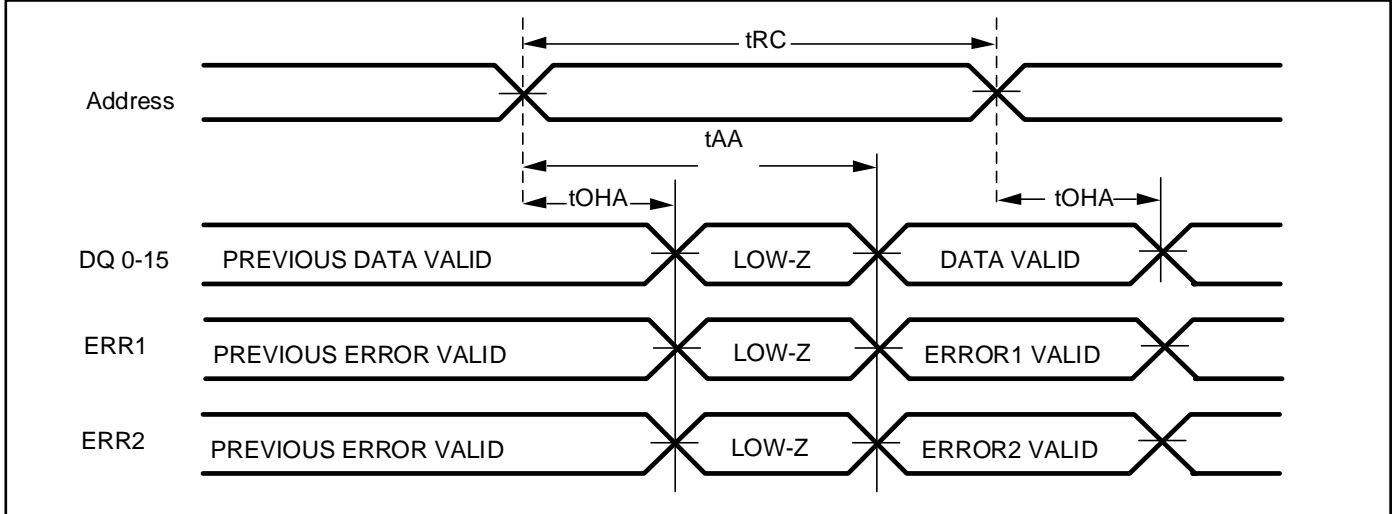 tRC
Address
tAA
tOHA
tOHA
DQ 0-15 PREVIOUS DATA VALID LOW-Z DATA VALID
ERR1 PREVIOUS ERROR VALID LOW-Z ERROR1 VALID
ERR2 PREVIOUS ERROR VALID LOW-Z ERROR2 VALID